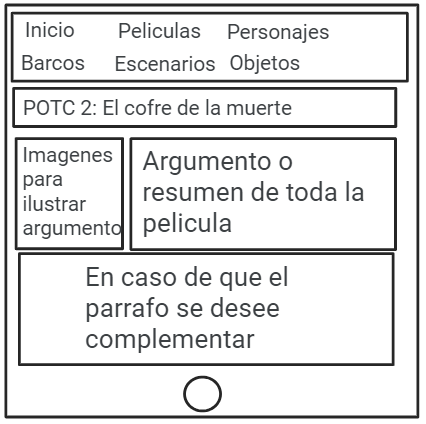 Inicio Peliculas Personajes
Barcos Escenarios Objetos
POTC 2: El cofre de la muerte
Imagenes
para
ilustrar
argumento
Argumento o
resumen de toda la
pelicula
En caso de que el
parrafo se desee
complementar